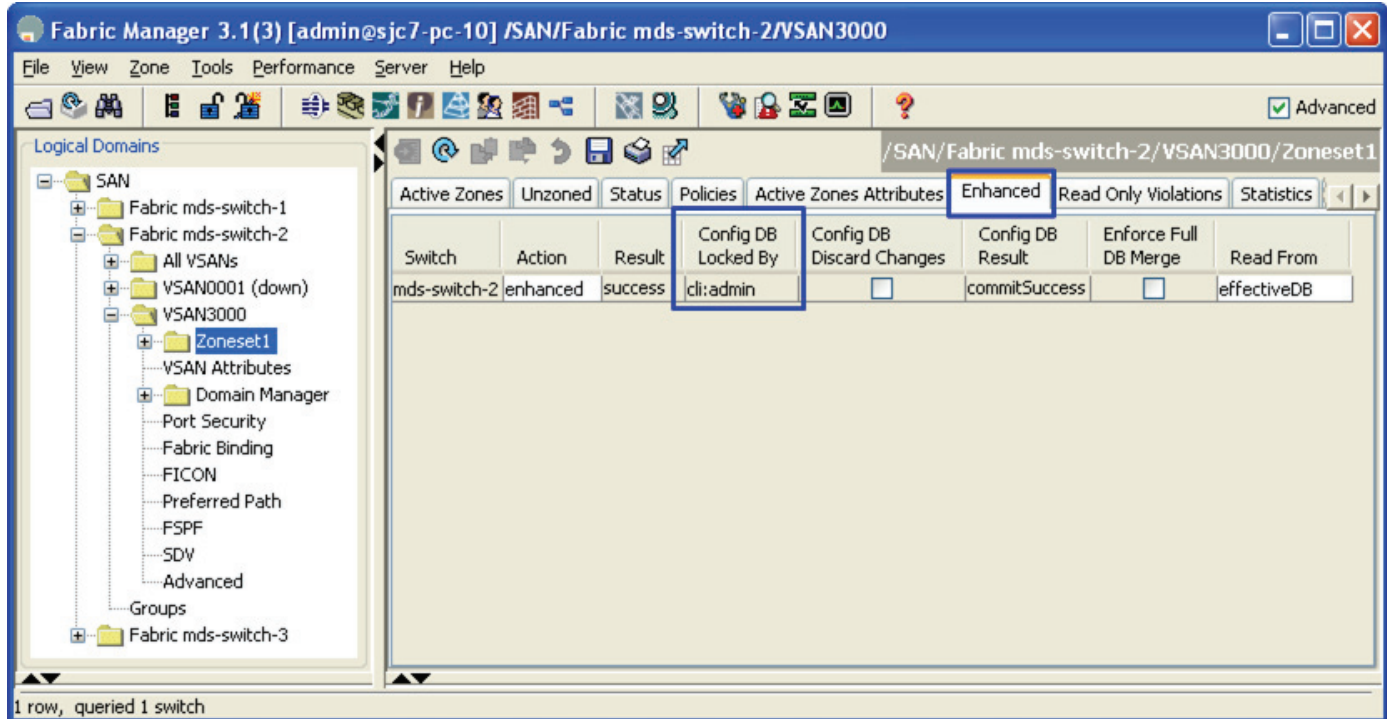 Fabric Manager 3.1(3) [admin@sjc7-pc-10] /SAN/Fabric mds-switch-2/VSAN3000
File View Zone Tools Performance Server Help
Advanced
Logical Domains
SAN
Fabric mds-switch-1
Fabric mds-switch-2
All VSANs
VSAN0001 (down)
VSAN3000
Zoneset1
VSAN Attributes
Domain Manager
Port Security
Fabric Binding
FICON
Preferred Path
FSPF
SDV
Advanced
Groups
Fabric mds-switch-3
/SAN/Fabric mds-switch-2/VSAN3000/Zoneset1
Active Zones Unzoned Status Policies Active Zones Attributes Enhanced Read Only Violations Statistics
Switch Action Result Config DB Locked By Config DB Discard Changes Config DB Result Enforce Full DB Merge Read From
mds-switch-2 enhanced success cli:admin commitSuccess effectiveDB
1 row, queried 1 switch